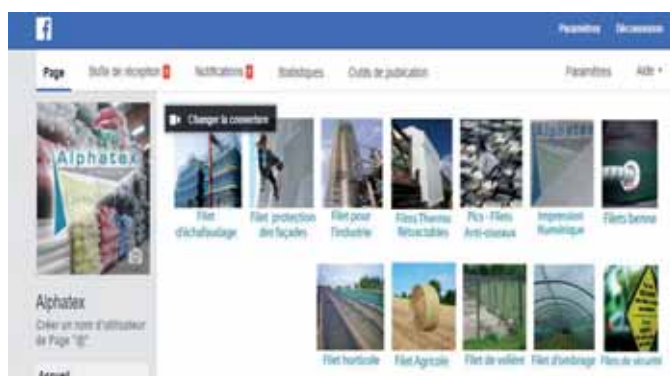 f
Paramètres Déconnexion
Page Boîte de réception Notifications Statistiques Outils de publication Paramètres Aide
Changer la couverture
Alphatex
Alphatex
Créer un nom d'utilisateur
de Page "@"
Accueil
Filet
d'échafaudage
Filet protection
des façades
Filet pour
l'industrie
Films Thermo
Rétractables
Pics - Filets
Anti-oiseaux
Impression
Numérique
Filets benne
Filet horticole
Filet Agricole
Filet de volière
Filet d'ombrage
Filets de sécurité